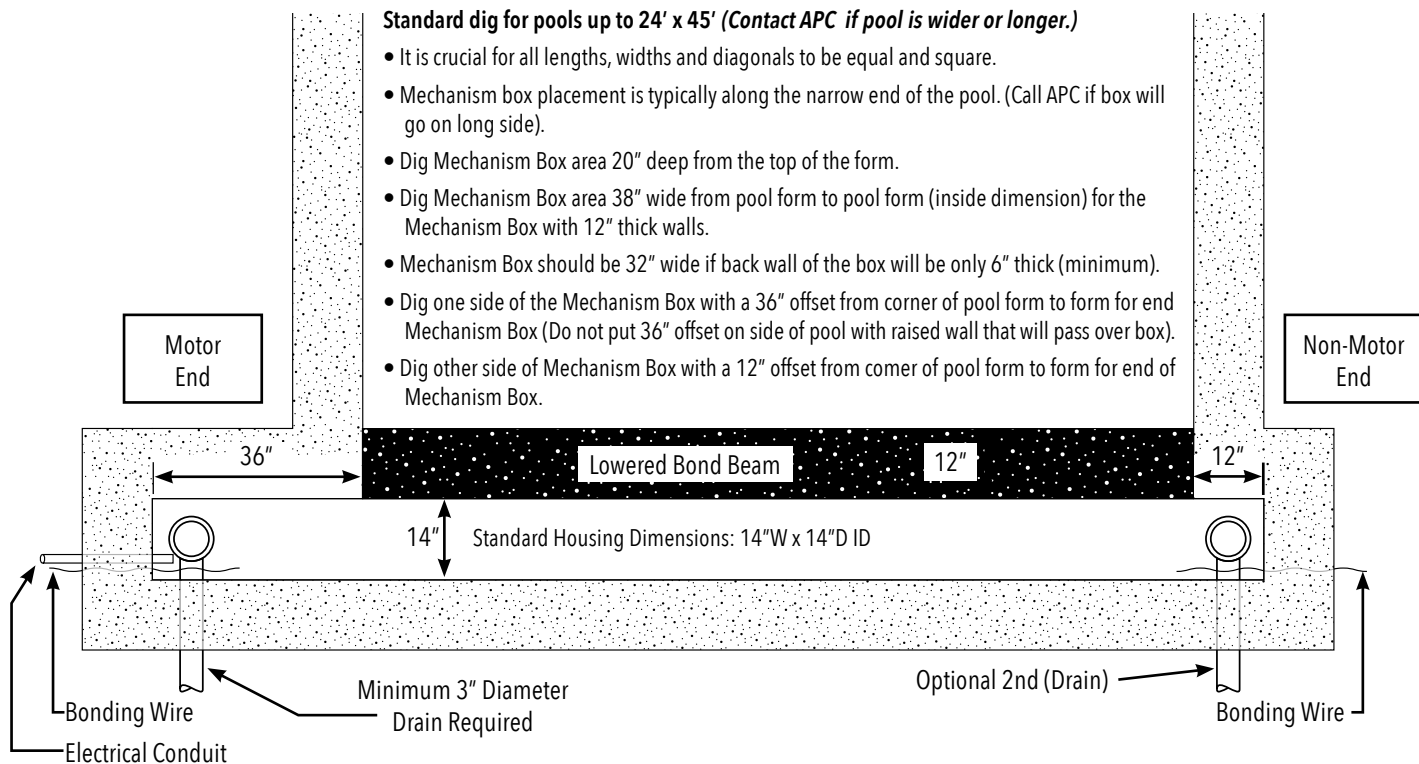 Standard dig for pools up to 24′ x 45′ (Contact APC if pool is wider or longer.)
• It is crucial for all lengths, widths and diagonals to be equal and square.
• Mechanism box placement is typically along the narrow end of the pool. (Call APC if box will
go on long side).
• Dig Mechanism Box area 20″ deep from the top of the form.
• Dig Mechanism Box area 38″ wide from pool form to pool form (inside dimension) for the
Mechanism Box with 12″ thick walls.
• Mechanism Box should be 32″ wide if back wall of the box will be only 6″ thick (minimum).
• Dig one side of the Mechanism Box with a 36″ offset from corner of pool form to form for end
Mechanism Box (Do not put 36″ offset on side of pool with raised wall that will pass over box).
• Dig other side of Mechanism Box with a 12″ offset from corner of pool form to form for end of
Mechanism Box.
Motor
End
Non-Motor
End
36″
Lowered Bond Beam
12″
12″
14″
Standard Housing Dimensions: 14″W x 14″D ID
Minimum 3″ Diameter
Drain Required
Optional 2nd (Drain)
Bonding Wire
Bonding Wire
Electrical Conduit